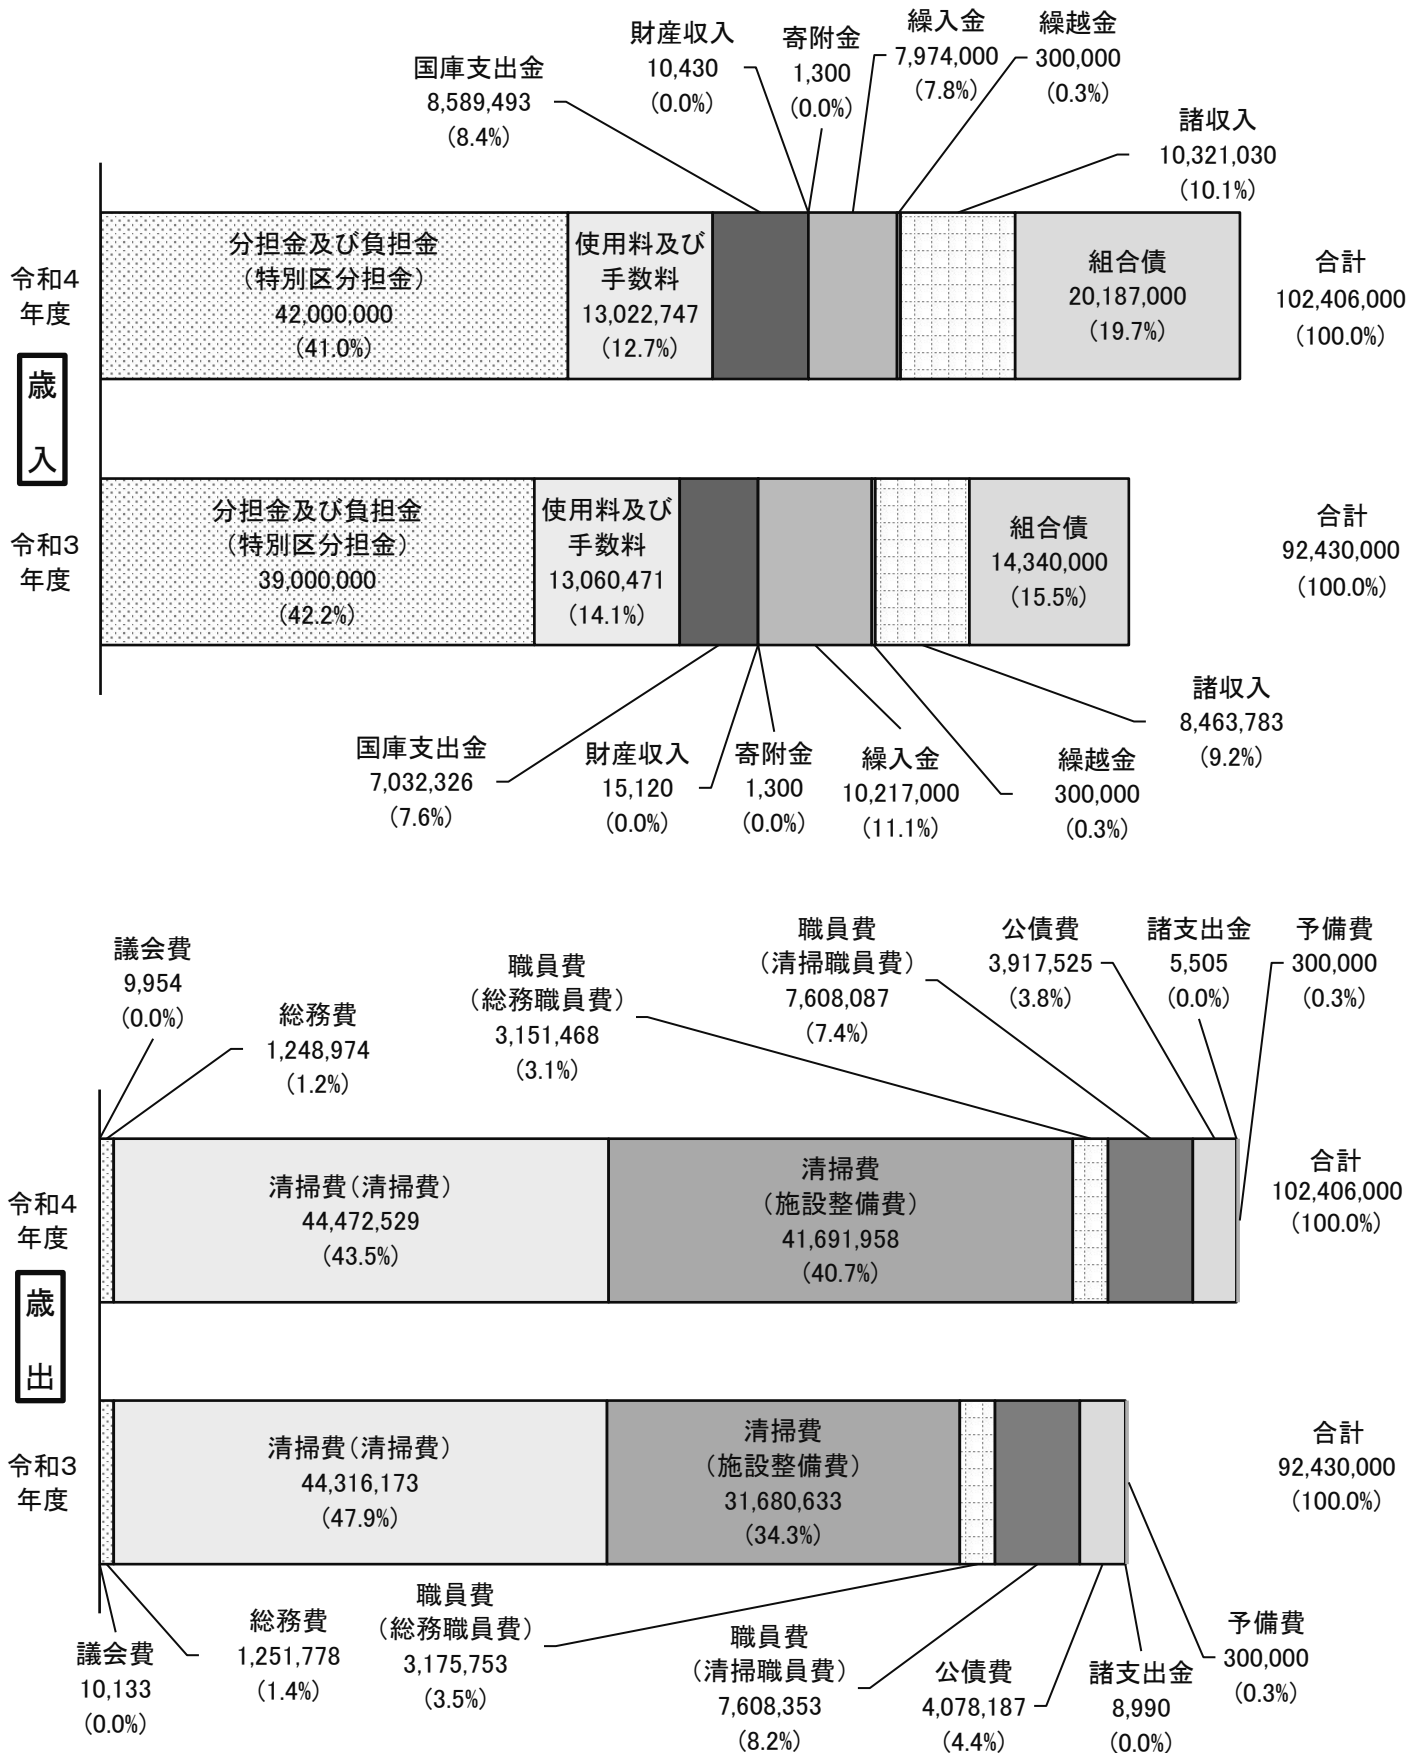 国庫支出金
8,589,493
(8.4%)
財産収入
10,430
(0.0%)
寄附金
1,300
(0.0%)
繰入金
7,974,000
(7.8%)
繰越金
300,000
(0.3%)
諸収入
10,321,030
(10.1%)
令和4
年度
分担金及び負担金
(特別区分担金)
42,000,000
(41.0%)
使用料及び
手数料
13,022,747
(12.7%)
組合債
20,187,000
(19.7%)
合計
102,406,000
(100.0%)
歳
入
令和3
年度
分担金及び負担金
(特別区分担金)
39,000,000
(42.2%)
使用料及び
手数料
13,060,471
(14.1%)
組合債
14,340,000
(15.5%)
合計
92,430,000
(100.0%)
国庫支出金
7,032,326
(7.6%)
財産収入
15,120
(0.0%)
寄附金
1,300
(0.0%)
繰入金
10,217,000
(11.1%)
繰越金
300,000
(0.3%)
諸収入
8,463,783
(9.2%)
議会費
9,954
(0.0%)
総務費
1,248,974
(1.2%)
職員費
(総務職員費)
3,151,468
(3.1%)
職員費
(清掃職員費)
7,608,087
(7.4%)
公債費
3,917,525
(3.8%)
諸支出金
5,505
(0.0%)
予備費
300,000
(0.3%)
令和4
年度
清掃費(清掃費)
44,472,529
(43.5%)
清掃費
(施設整備費)
41,691,958
(40.7%)
合計
102,406,000
(100.0%)
歳
出
令和3
年度
清掃費(清掃費)
44,316,173
(47.9%)
清掃費
(施設整備費)
31,680,633
(34.3%)
合計
92,430,000
(100.0%)
議会費
10,133
(0.0%)
総務費
1,251,778
(1.4%)
職員費
(総務職員費)
3,175,753
(3.5%)
職員費
(清掃職員費)
7,608,353
(8.2%)
公債費
4,078,187
(4.4%)
諸支出金
8,990
(0.0%)
予備費
300,000
(0.3%)